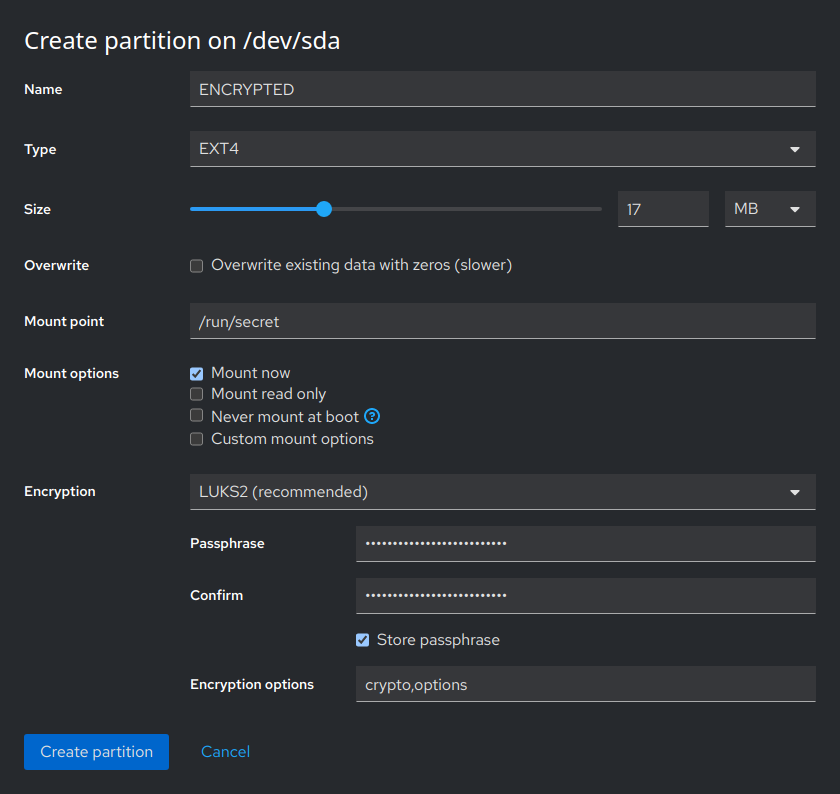 Create partition on /dev/sda
Name ENCRYPTED
Type EXT4
Size 17 MB
Overwrite Overwrite existing data with zeros (slower)
Mount point /run/secret
Mount options Mount now
Mount read only
Never mount at boot ?
Custom mount options
Encryption LUKS2 (recommended)
Passphrase ••••••••••••••••••••••••••
Confirm ••••••••••••••••••••••••••
Store passphrase
Encryption options crypto,options
Create partition Cancel